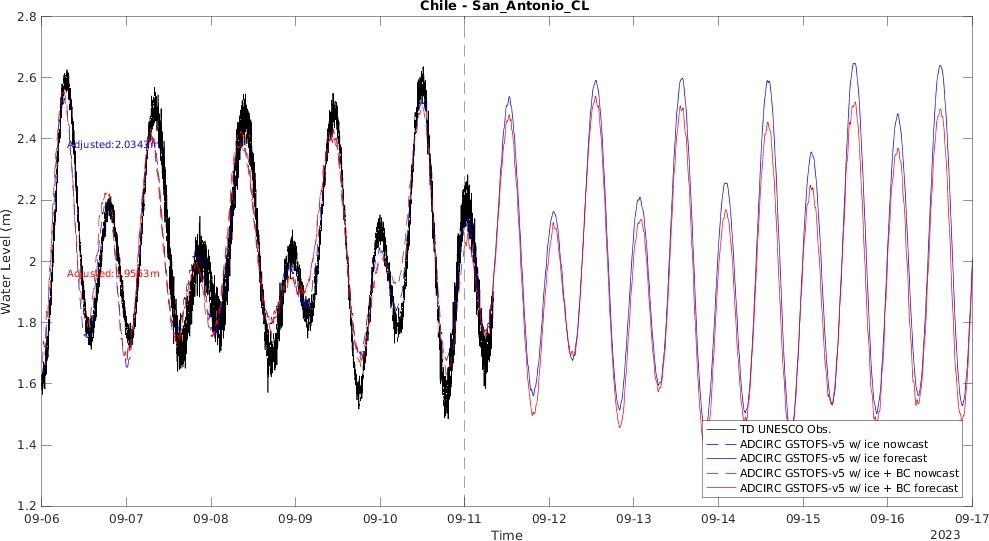 Chile - San_Antonio_CL
Water Level (m)
2.8
2.6
2.4
2.2
2
1.8
1.6
1.4
1.2
Adjusted:2.0343m
Adjusted:1.9563m
TD UNESCO Obs.
ADCIRC GSTOFS-v5 w/ ice nowcast
ADCIRC GSTOFS-v5 w/ ice forecast
ADCIRC GSTOFS-v5 w/ ice + BC nowcast
ADCIRC GSTOFS-v5 w/ ice + BC forecast
09-06 09-07 09-08 09-09 09-10 09-11 09-12 09-13 09-14 09-15 09-16 09-17
Time
2023